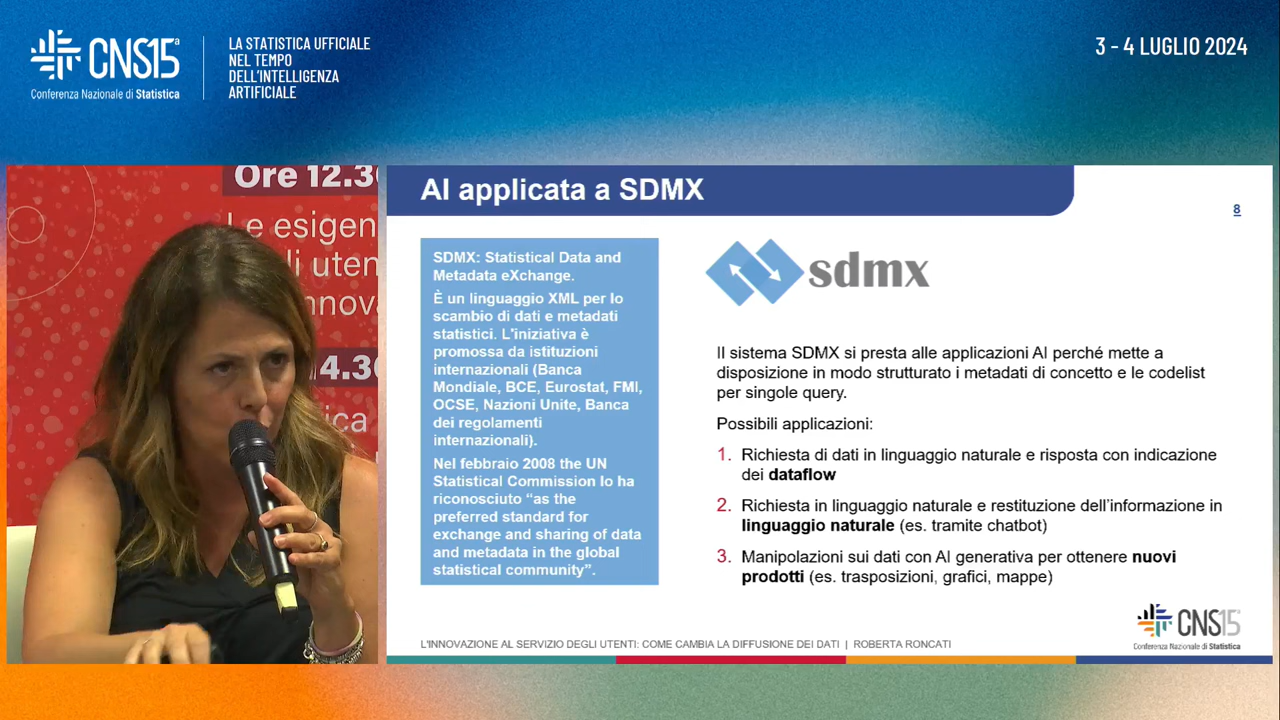 CNS15ª
Conferenza Nazionale di Statistica
LA STATISTICA UFFICIALE
NEL TEMPO
DELL'INTELLIGENZA
ARTIFICIALE
3 - 4 LUGLIO 2024
Ore 12.30
Le esigen
li uten
nnova
4.30
AI applicata a SDMX
8
SDMX: Statistical Data and
Metadata eXchange.
È un linguaggio XML per lo
scambio di dati e metadati
statistici. L'iniziativa è
promossa da istituzioni
internazionali (Banca
Mondiale, BCE, Eurostat, FMI,
OCSE, Nazioni Unite, Banca
dei regolamenti
internazionali).
Nel febbraio 2008 the UN
Statistical Commission lo ha
riconosciuto “as the
preferred standard for
exchange and sharing of data
and metadata in the global
statistical community”.
sdmx
Il sistema SDMX si presta alle applicazioni AI perché mette a
disposizione in modo strutturato i metadati di concetto e le codelist
per singole query.
Possibili applicazioni:
1. Richiesta di dati in linguaggio naturale e risposta con indicazione
dei dataflow
2. Richiesta in linguaggio naturale e restituzione dell'informazione in
linguaggio naturale (es. tramite chatbot)
3. Manipolazioni sui dati con AI generativa per ottenere nuovi
prodotti (es. trasposizioni, grafici, mappe)
L'INNOVAZIONE AL SERVIZIO DEGLI UTENTI: COME CAMBIA LA DIFFUSIONE DEI DATI | ROBERTA RONCATI
CNS15
Conferenza Nazionale di Statistica